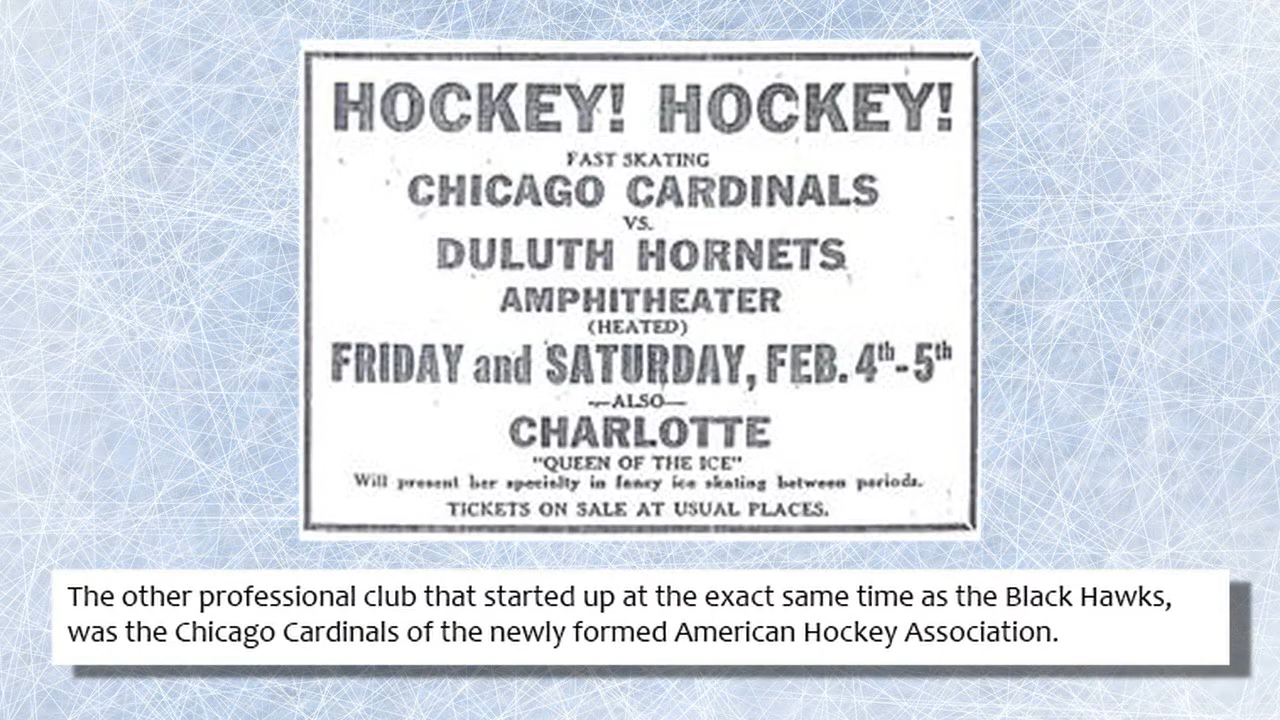 HOCKEY! HOCKEY!
FAST SKATING
CHICAGO CARDINALS
VS.
DULUTH HORNETS
AMPHITHEATER
(HEATED)
FRIDAY and SATURDAY, FEB. 4th-5th
—ALSO—
CHARLOTTE
"QUEEN OF THE ICE"
Will present her specialty in fancy ice skating between periods.
TICKETS ON SALE AT USUAL PLACES.
The other professional club that started up at the exact same time as the Black Hawks,
was the Chicago Cardinals of the newly formed American Hockey Association.